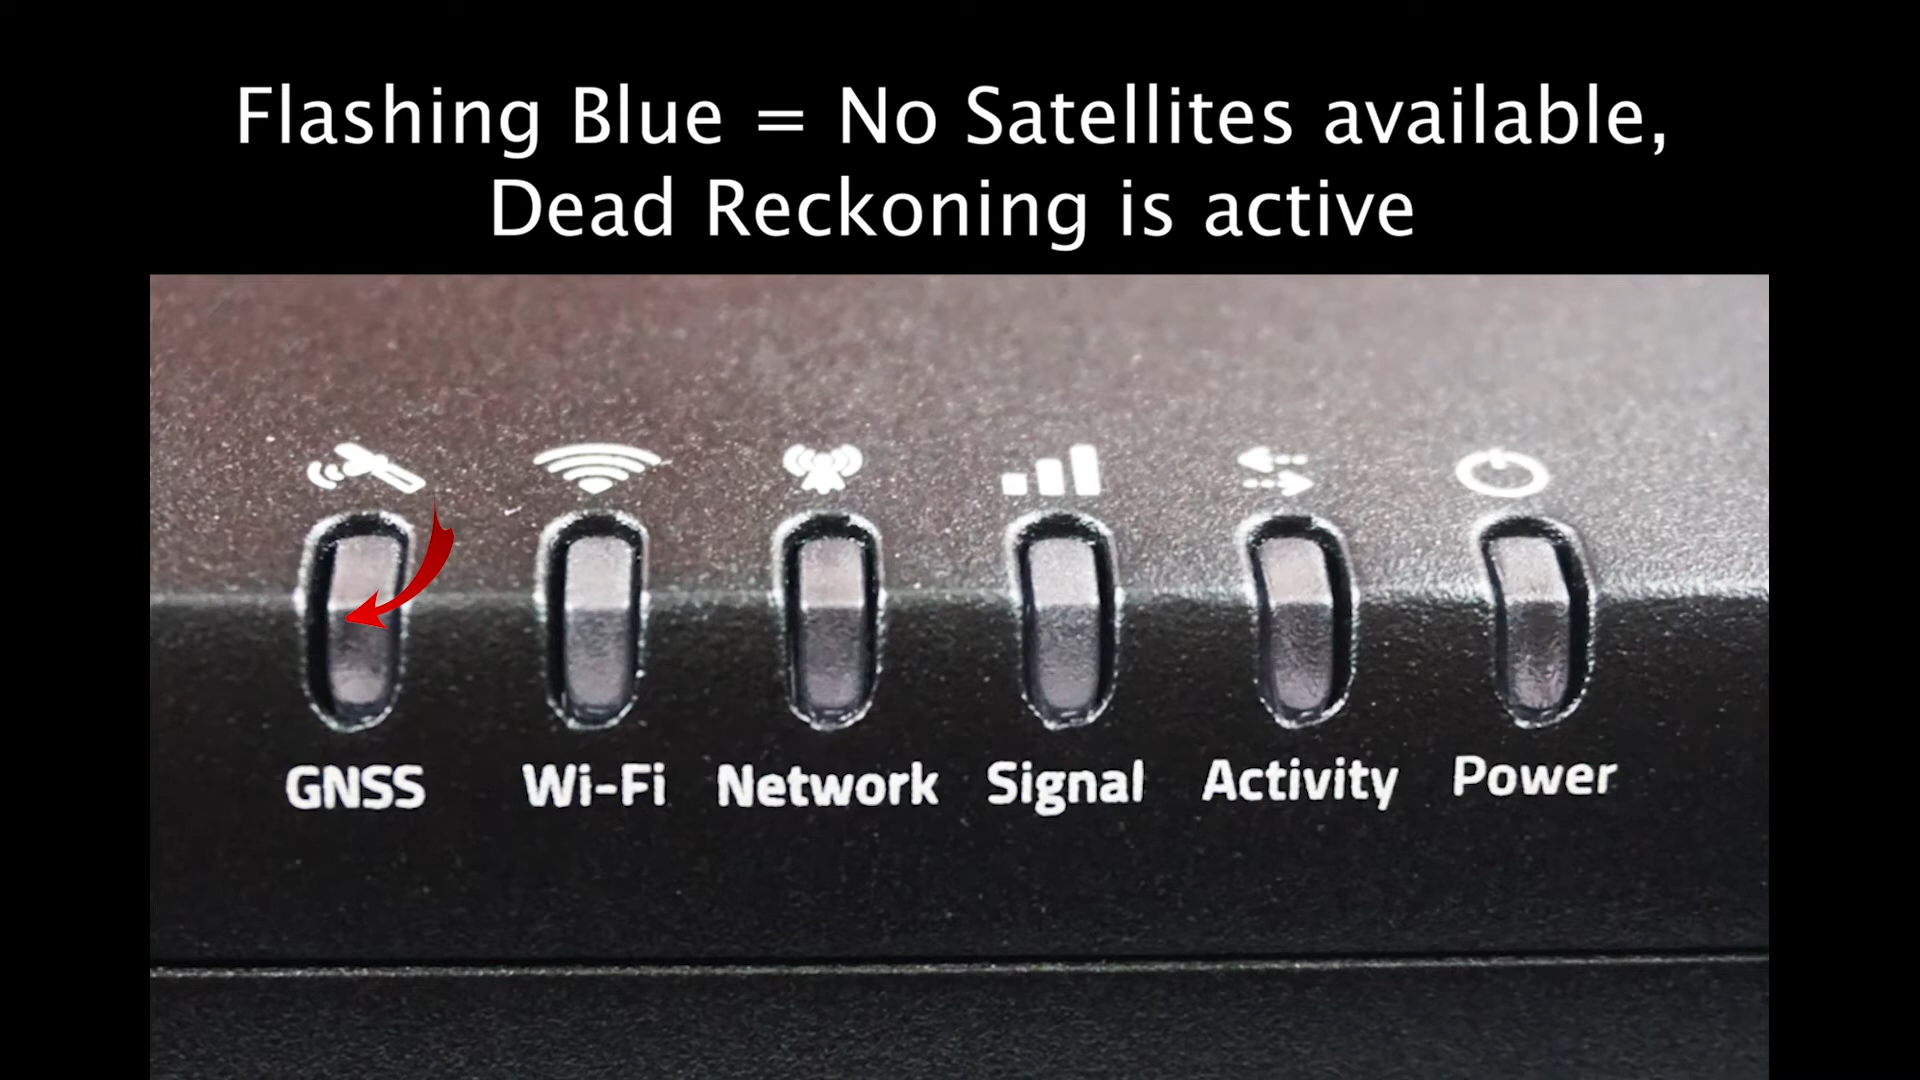 Flashing Blue = No Satellites available,
Dead Reckoning is active
GNSS Wi-Fi Network Signal Activity Power